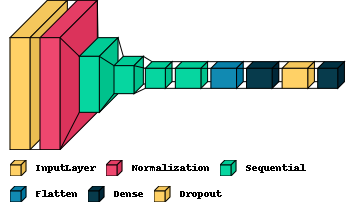 InputLayer Normalization Sequential
Flatten Dense Dropout